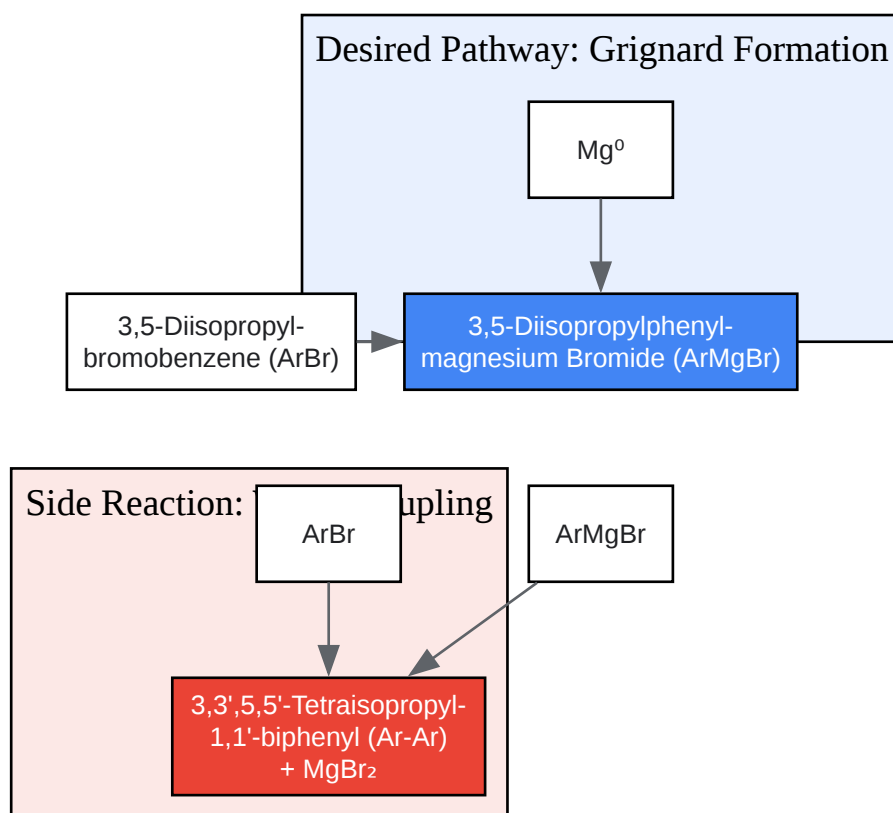 Desired Pathway: Grignard Formation
Mg⁰
3,5-Diisopropyl-
bromobenzene (ArBr)
3,5-Diisopropylphenyl-
magnesium Bromide (ArMgBr)
Side Reaction: upling
ArBr
ArMgBr
3,3',5,5'-Tetraisopropyl-
1,1'-biphenyl (Ar-Ar)
+ MgBr₂